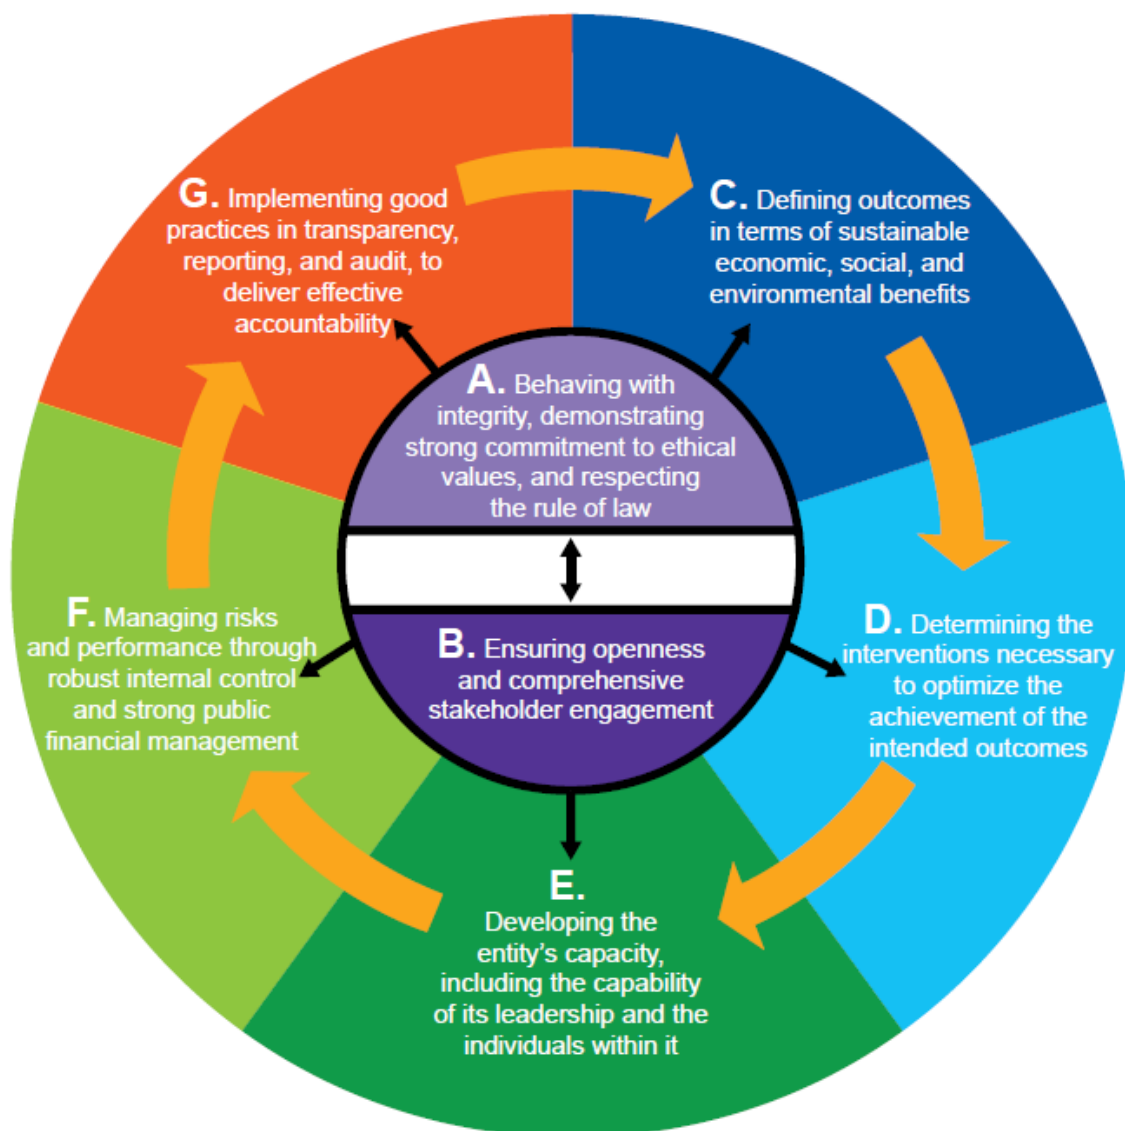 A. Behaving with
integrity, demonstrating
strong commitment to ethical
values, and respecting
the rule of law
B. Ensuring openness
and comprehensive
stakeholder engagement
C. Defining outcomes
in terms of sustainable
economic, social, and
environmental benefits
D. Determining the
interventions necessary
to optimize the
achievement of the
intended outcomes
E.
Developing the
entity's capacity,
including the capability
of its leadership and the
individuals within it
F. Managing risks
and performance through
robust internal control
and strong public
financial management
G. Implementing good
practices in transparency,
reporting, and audit, to
deliver effective
accountability